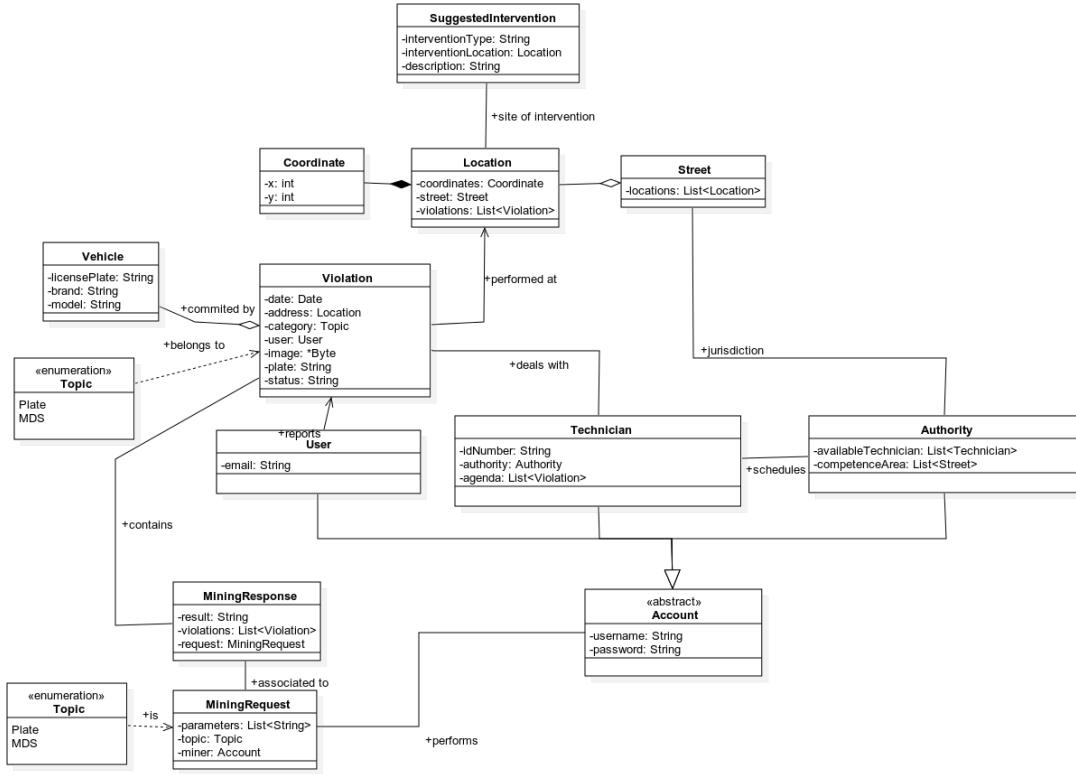 SuggestedIntervention
-interventionType: String
-interventionLocation: Location
-description: String
+site of intervention
Coordinate
-x: int
-y: int
Location
-coordinates: Coordinate
-street: Street
-violations: List<Violation>
Street
-locations: List<Location>
Vehicle
-licensePlate: String
-brand: String
-model: String
+commited by
Violation
-date: Date
-address: Location
-category: Topic
-user: User
-image: *Byte
-plate: String
-status: String
+performed at
+belongs to
«enumeration»
Topic
Plate
MDS
+deals with
+jurisdiction
+reports
User
-email: String
Technician
-idNumber: String
-authority: Authority
-agenda: List<Violation>
+schedules
Authority
-availableTechnician: List<Technician>
-competenceArea: List<Street>
+contains
MiningResponse
-result: String
-violations: List<Violation>
-request: MiningRequest
«abstract»
Account
-username: String
-password: String
+associated to
«enumeration»
Topic
Plate
MDS
+is
MiningRequest
-parameters: List<String>
-topic: Topic
-miner: Account
+performs